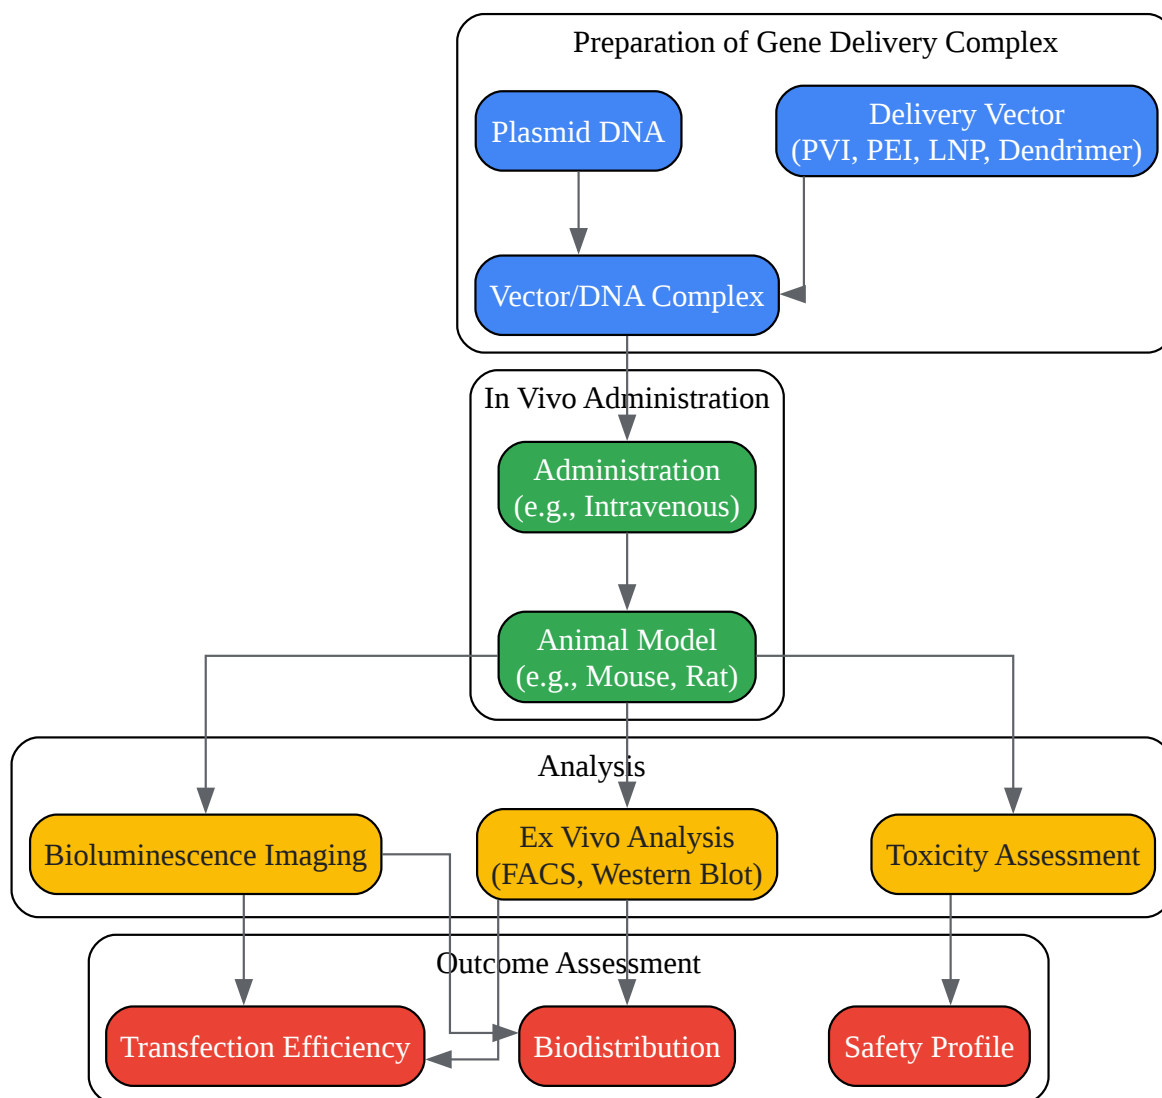 Preparation of Gene Delivery Complex
Plasmid DNA
Delivery Vector
(PVI, PEI, LNP, Dendrimer)
Vector/DNA Complex
In Vivo Administration
Administration
(e.g., Intravenous)
Animal Model
(e.g., Mouse, Rat)
Analysis
Bioluminescence Imaging
Ex Vivo Analysis
(FACS, Western Blot)
Toxicity Assessment
Outcome Assessment
Transfection Efficiency
Biodistribution
Safety Profile